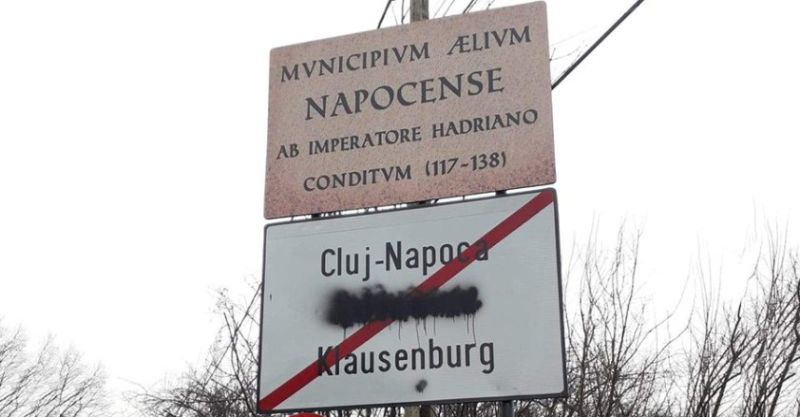 MVNICIPIVM ÆLIVM
NAPOCENSE
AB IMPERATORE HADRIANO
CONDITVM (117-138)
Cluj-Napoca
Klausenburg